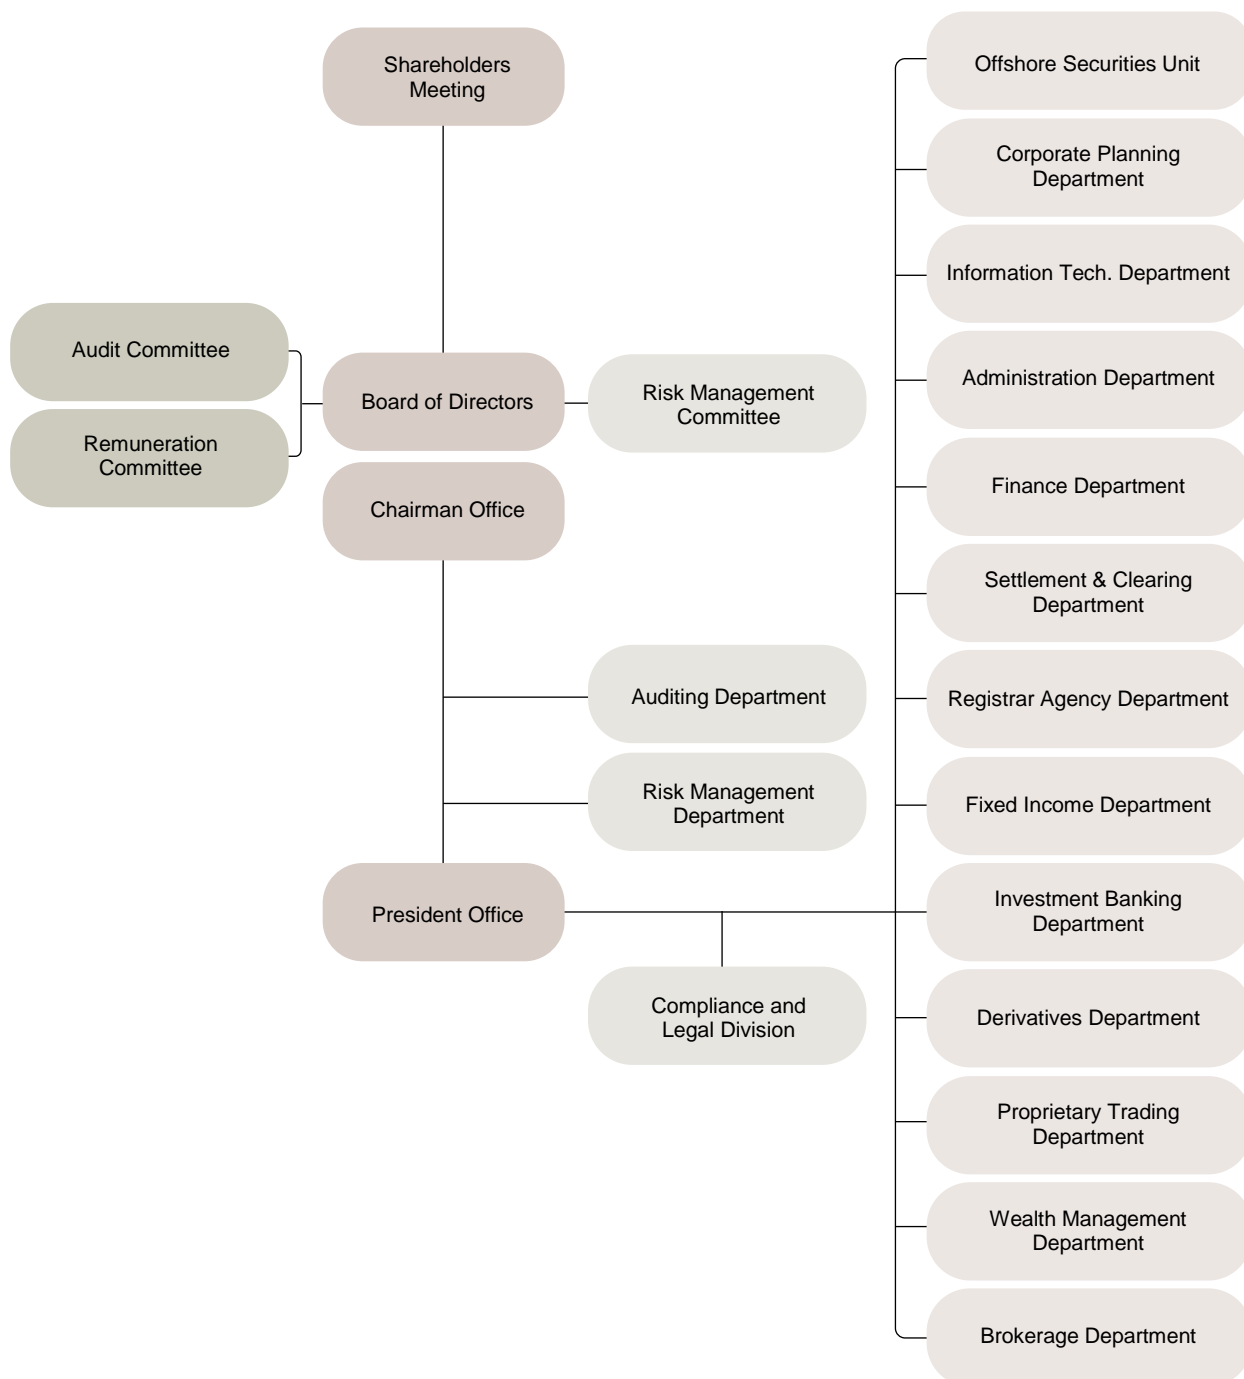 Shareholders
Meeting
Audit Committee
Remuneration
Committee
Board of Directors
Risk Management
Committee
Chairman Office
Auditing Department
Risk Management
Department
President Office
Compliance and
Legal Division
Offshore Securities Unit
Corporate Planning
Department
Information Tech. Department
Administration Department
Finance Department
Settlement & Clearing
Department
Registrar Agency Department
Fixed Income Department
Investment Banking
Department
Derivatives Department
Proprietary Trading
Department
Wealth Management
Department
Brokerage Department